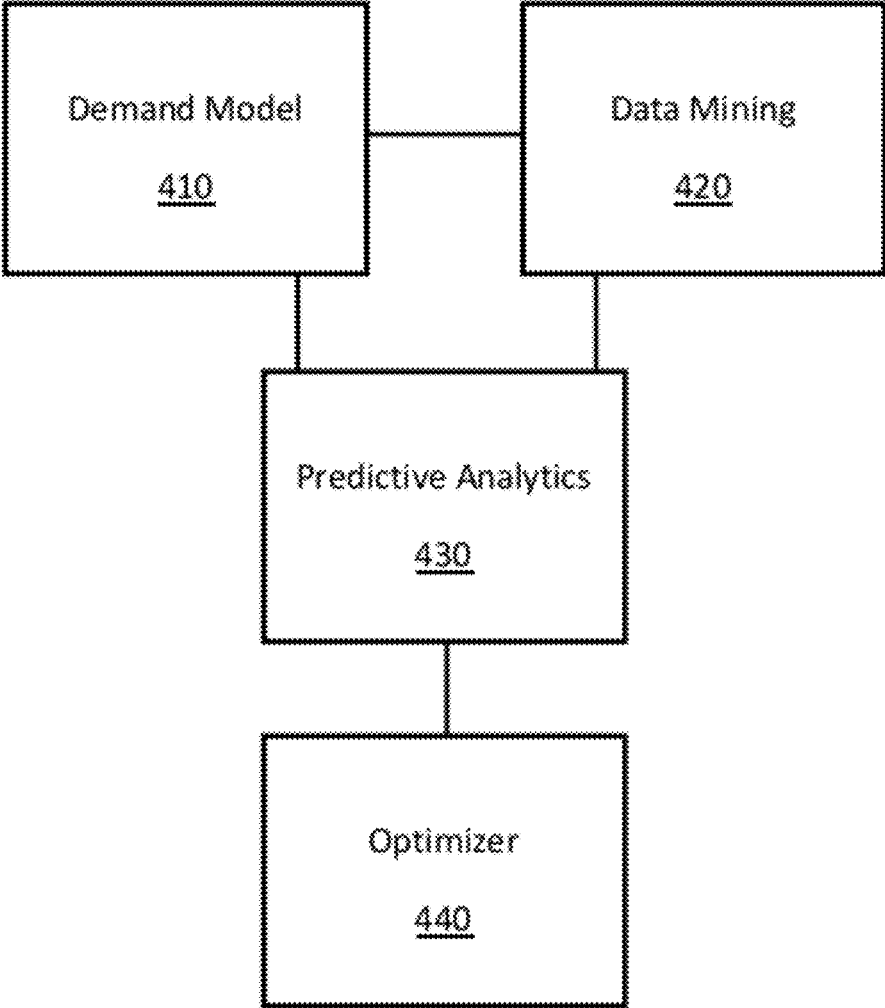 Demand Model
410
Data Mining
420
Predictive Analytics
430
Optimizer
440